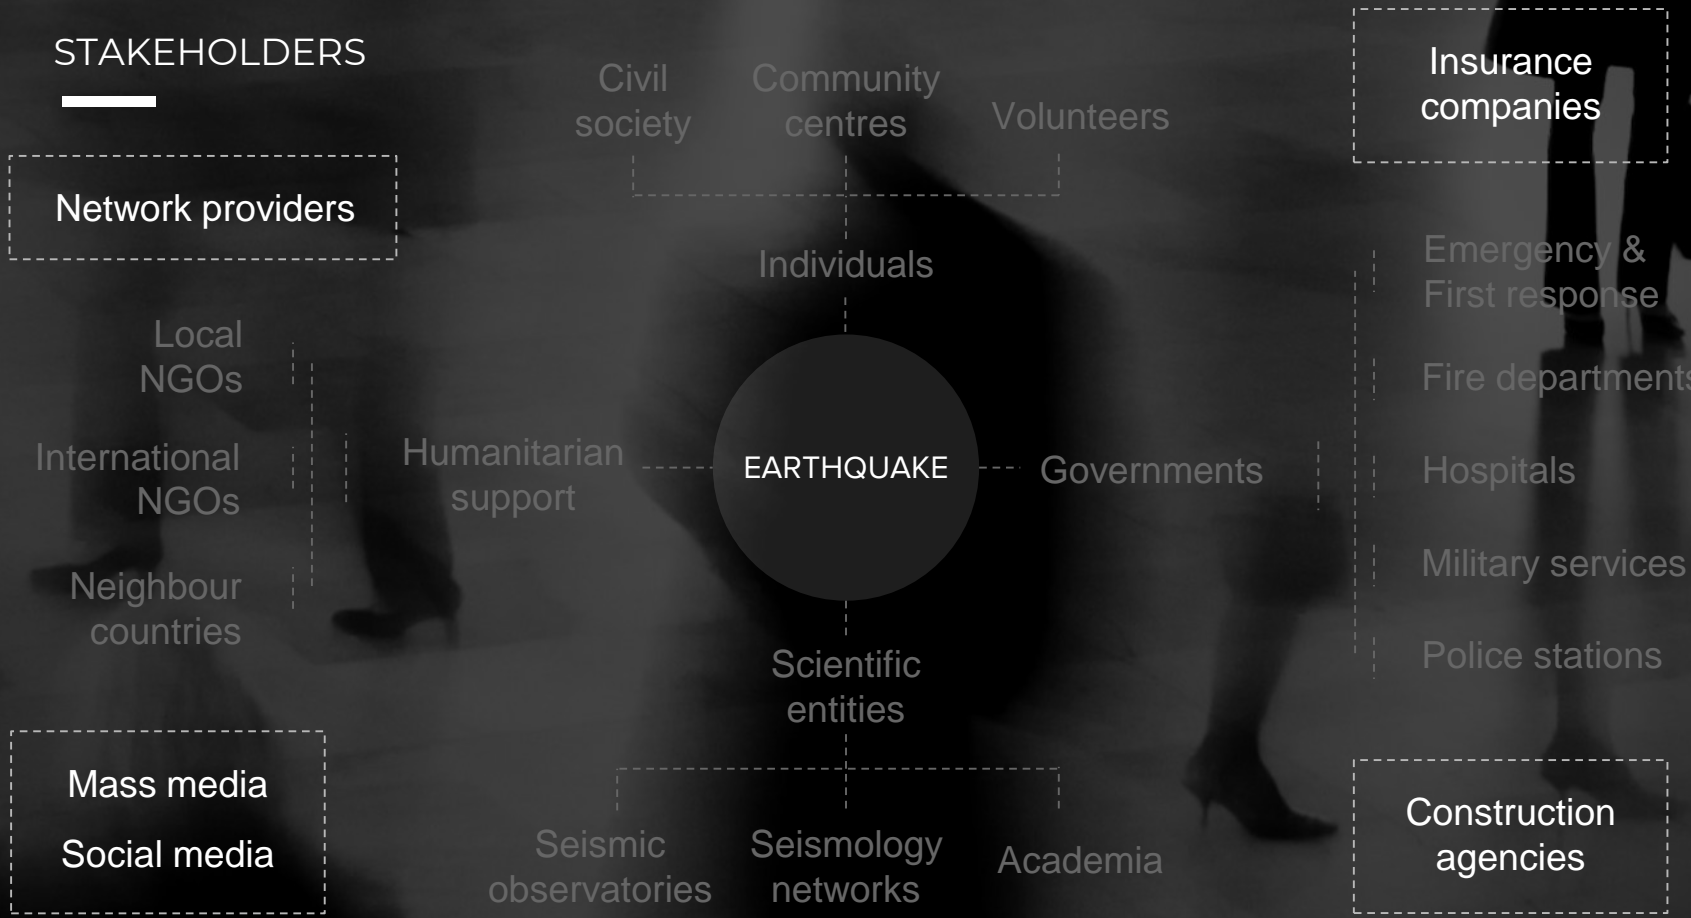 STAKEHOLDERS
Civil
society
Community
centres
Volunteers
Insurance
companies
Network providers
Individuals
Emergency &
First response
Local
NGOs
Fire departments
International
NGOs
Humanitarian
support
EARTHQUAKE
Governments
Hospitals
Neighbour
countries
Military services
Scientific
entities
Police stations
Mass media
Social media
Seismic
observatories
Seismology
networks
Academia
Construction
agencies